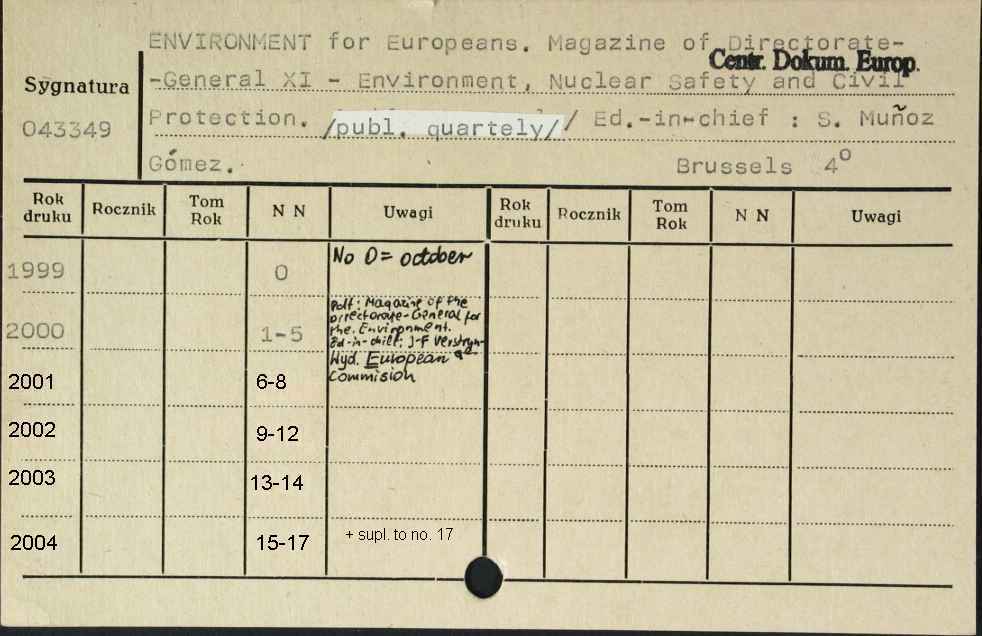 ENVIRONMENT for Europeans. Magazine of Directorate-
Centr. Dokum. Europ.
-General XI - Environment, Nuclear Safety and Civil
Sygnatura
043349
Protection. /publ. quartely// Ed.-in-chief : S. Muñoz
Gómez. Brussels 4º
Rok druku Rocznik Tom Rok N N Uwagi Rok druku Rocznik Tom Rok N N Uwagi
1999 0 No 0 = october
2000 1-5
podt: Magazine of the
Directorate-General for
the Environment.
Ed-in-chief: J-F Verstryn-
ge
Wyd. European
Commision
2001 6-8
2002 9-12
2003 13-14
2004 15-17 + supl. to no. 17